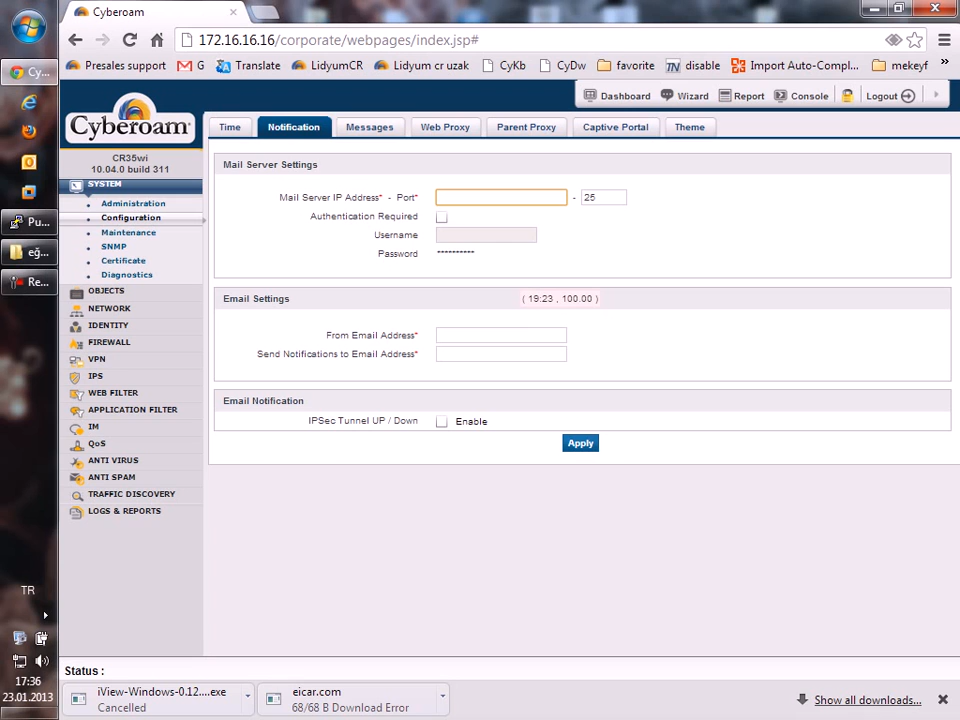 Cyberoam
172.16.16.16/corporate/webpages/index.jsp#
Presales support
G
Translate
LidyumCR
Lidyum cr uzak
CyKb
CyDw
favorite
disable
Import Auto-Compl...
mekeyf
»
Cy...
Pu...
eğ...
Re...
TR
17:36
23.01.2013
Cyberoam
CR35wi
10.04.0 build 311
Dashboard
Wizard
Report
Console
Logout
Time
Notification
Messages
Web Proxy
Parent Proxy
Captive Portal
Theme
SYSTEM
Administration
Configuration
Maintenance
SNMP
Certificate
Diagnostics
OBJECTS
NETWORK
IDENTITY
FIREWALL
VPN
IPS
WEB FILTER
APPLICATION FILTER
IM
QoS
ANTI VIRUS
ANTI SPAM
TRAFFIC DISCOVERY
LOGS & REPORTS
Mail Server Settings
Mail Server IP Address* - Port* - 25
Authentication Required
Username
Password **********
Email Settings
( 19:23 , 100.00 )
From Email Address*
Send Notifications to Email Address*
Email Notification
IPSec Tunnel UP / Down Enable
Apply
Status :
iView-Windows-0.12....exe
Cancelled
eicar.com
68/68 B Download Error
Show all downloads...